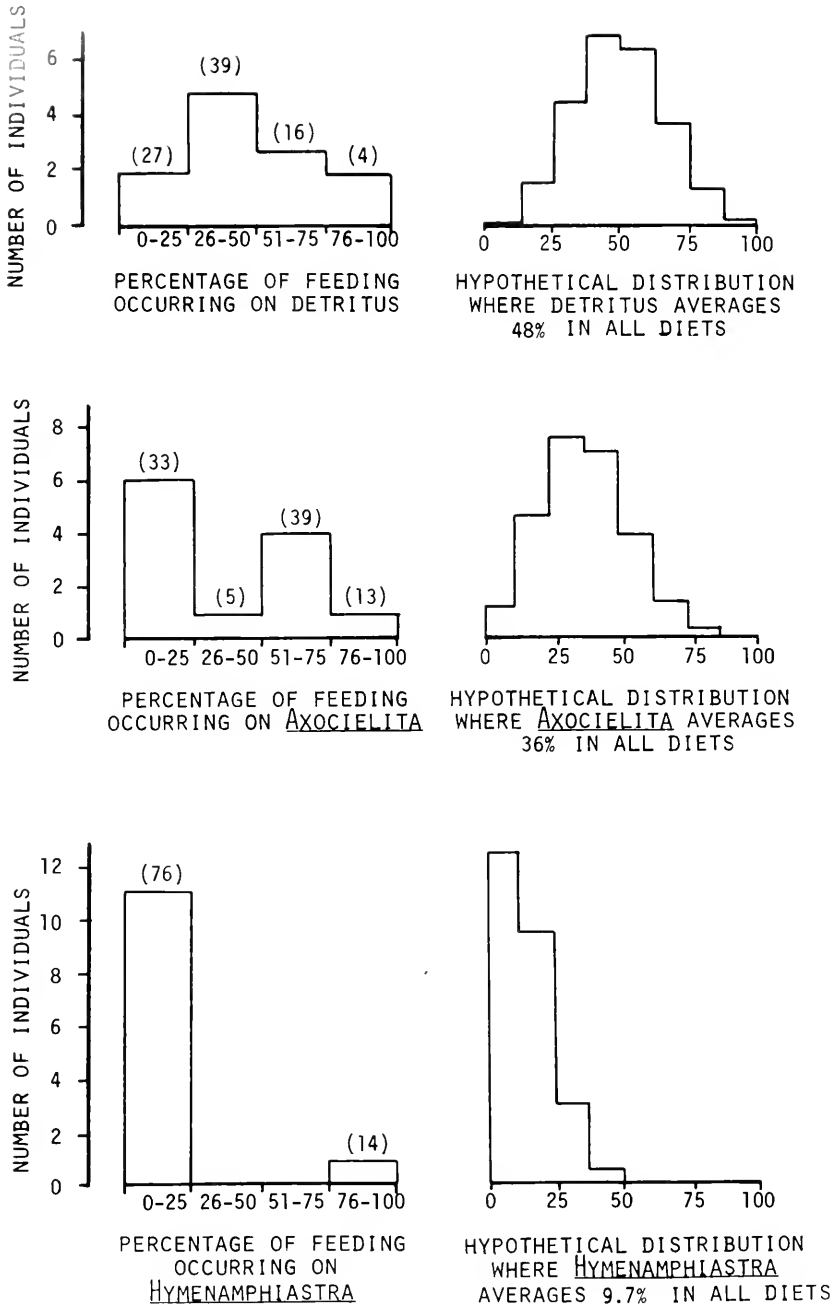 NUMBER OF INDIVIDUALS
6
4
2
0
(27)
(39)
(16)
(4)
0-25 26-50 51-75 76-100
PERCENTAGE OF FEEDING
OCCURRING ON DETRITUS
0 25 50 75 100
HYPOTHETICAL DISTRIBUTION
WHERE DETRITUS AVERAGES
48% IN ALL DIETS
NUMBER OF INDIVIDUALS
8
6
4
2
0
(33)
(5)
(39)
(13)
0-25 26-50 51-75 76-100
PERCENTAGE OF FEEDING
OCCURRING ON AXOCIELITA
0 25 50 75 100
HYPOTHETICAL DISTRIBUTION
WHERE AXOCIELITA AVERAGES
36% IN ALL DIETS
NUMBER OF INDIVIDUALS
12
10
8
6
4
2
0
(76)
(14)
0-25 26-50 51-75 76-100
PERCENTAGE OF FEEDING
OCCURRING ON
HYMENAMPHIASTRA
0 25 50 75 100
HYPOTHETICAL DISTRIBUTION
WHERE HYMENAMPHIASTRA
AVERAGES 9.7% IN ALL DIETS